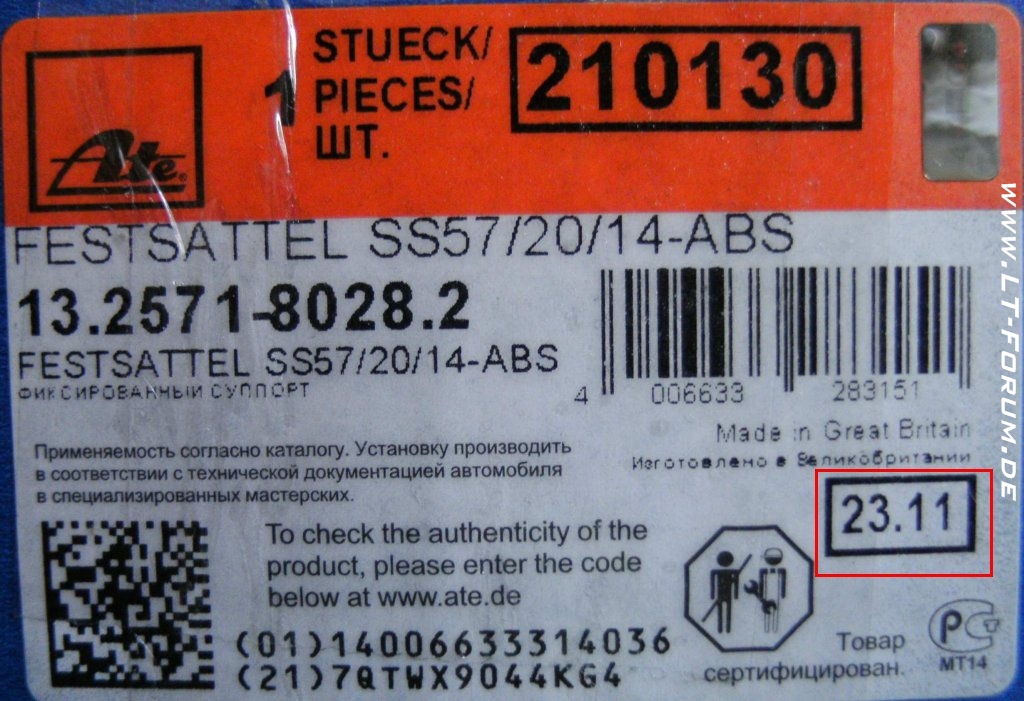 Ate®
1
STUECK/
PIECES/
ШТ.
210130
FESTSATTEL SS57/20/14-ABS
13.2571-8028.2
FESTSATTEL SS57/20/14-ABS
ФИКСИРОВАННЫЙ СУППОРТ
4 006633 283151
Made in Great Britain
Изготовлено в Великобритании
Применяемость согласно каталогу. Установку производить
в соответствии с технической документацией автомобиля
в специализированных мастерских.
23.11
To check the authenticity of the
product, please enter the code
below at www.ate.de
(01)14006633314036
(21)7QTWX9044KG4
Товар
сертифицирован.
РСТ
МТ14
www.LT-Forum.de